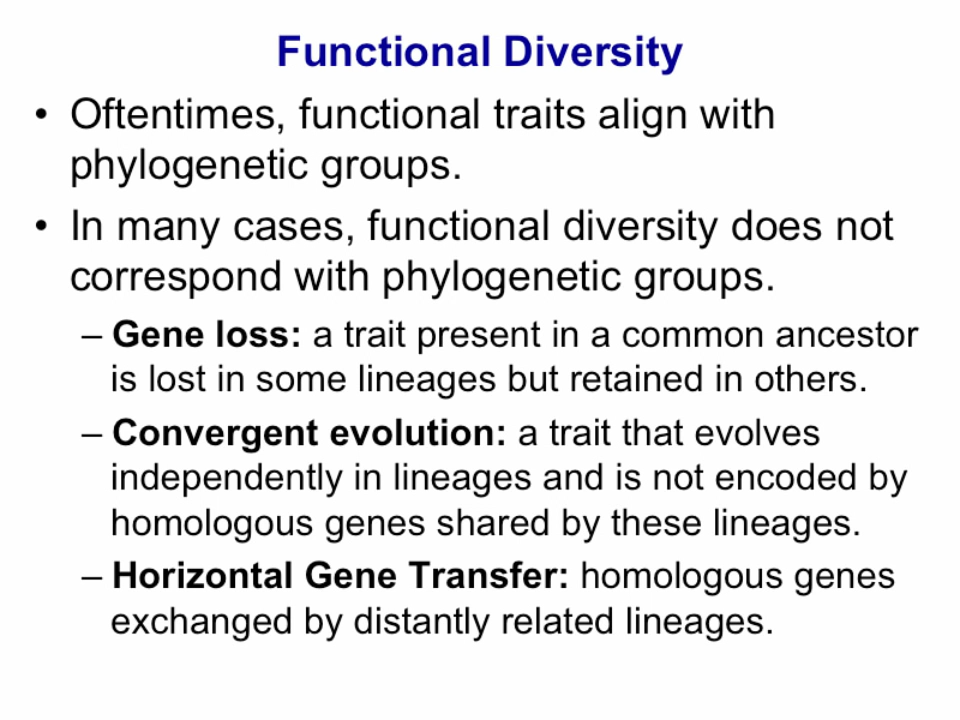 Functional Diversity
• Oftentimes, functional traits align with
phylogenetic groups.
• In many cases, functional diversity does not
correspond with phylogenetic groups.
– Gene loss: a trait present in a common ancestor
is lost in some lineages but retained in others.
– Convergent evolution: a trait that evolves
independently in lineages and is not encoded by
homologous genes shared by these lineages.
– Horizontal Gene Transfer: homologous genes
exchanged by distantly related lineages.